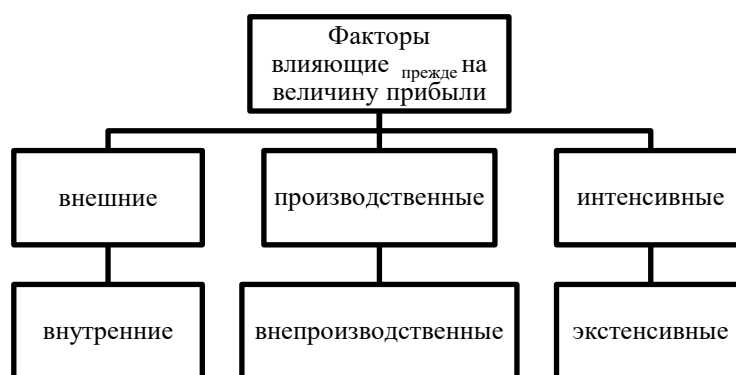 Факторы
влияющие прежде на
величину прибыли
внешние
производственные
интенсивные
внутренние
внепроизводственные
экстенсивные